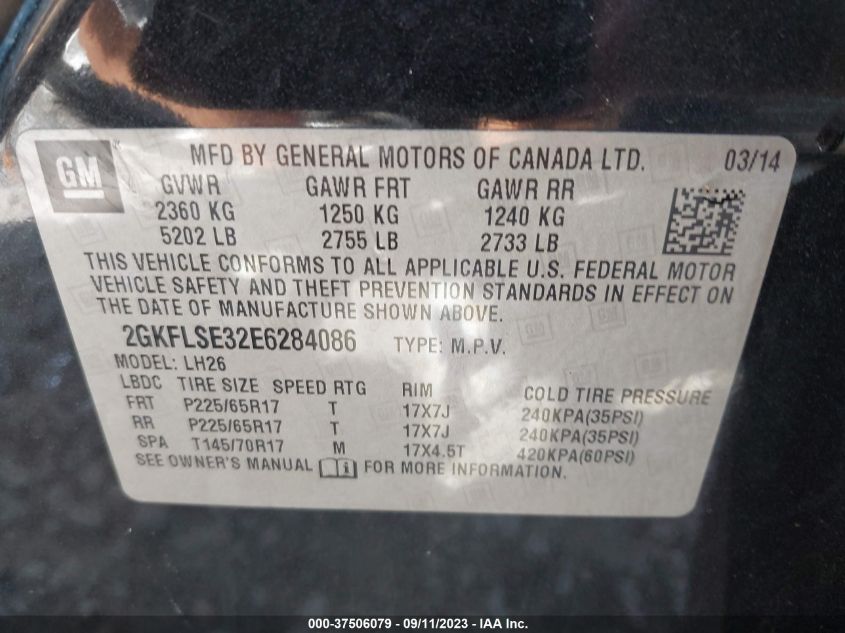 GM
MFD BY GENERAL MOTORS OF CANADA LTD. 03/14
GVWR GAWR FRT GAWR RR
2360 KG 1250 KG 1240 KG
5202 LB 2755 LB 2733 LB
THIS VEHICLE CONFORMS TO ALL APPLICABLE U.S. FEDERAL MOTOR
VEHICLE SAFETY AND THEFT PREVENTION STANDARDS IN EFFECT ON
THE DATE OF MANUFACTURE SHOWN ABOVE.
2GKFLSE32E6284086 TYPE: M.P.V.
MODEL: LH26
LBDC TIRE SIZE SPEED RTG RIM COLD TIRE PRESSURE
FRT P225/65R17 T 17X7J 240KPA(35PSI)
RR P225/65R17 T 17X7J 240KPA(35PSI)
SPA T145/70R17 M 17X4.5T 420KPA(60PSI)
SEE OWNER'S MANUAL FOR MORE INFORMATION.
000-37506079 - 09/11/2023 - IAA Inc.